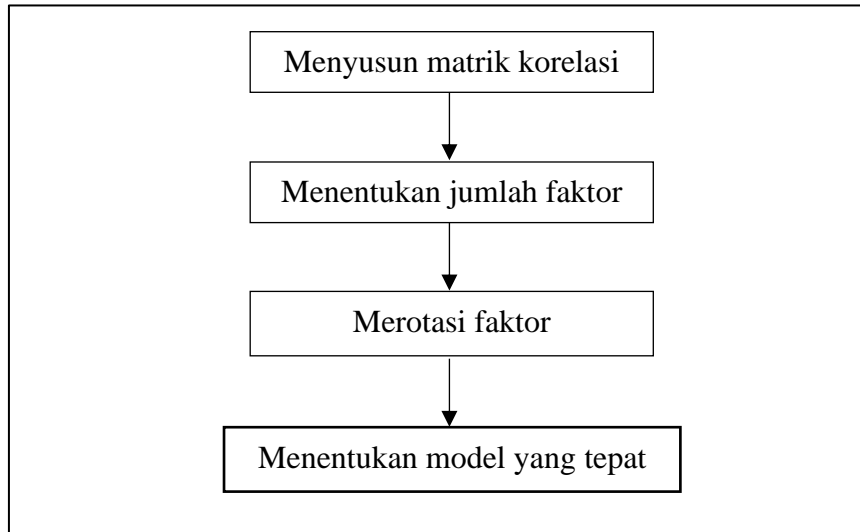 Menyusun matrik korelasi
Menentukan jumlah faktor
Merotasi faktor
Menentukan model yang tepat